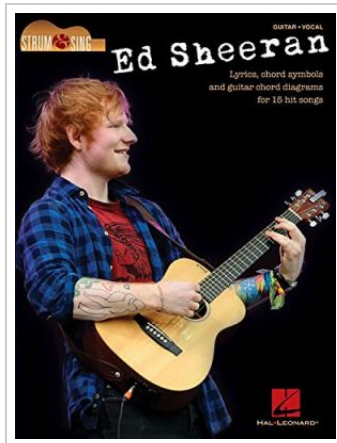 GUITAR • VOCAL
STRUM & SING
Ed Sheeran
Lyrics, chord symbols
and guitar chord diagrams
for 15 hit songs
HAL•LEONARD®